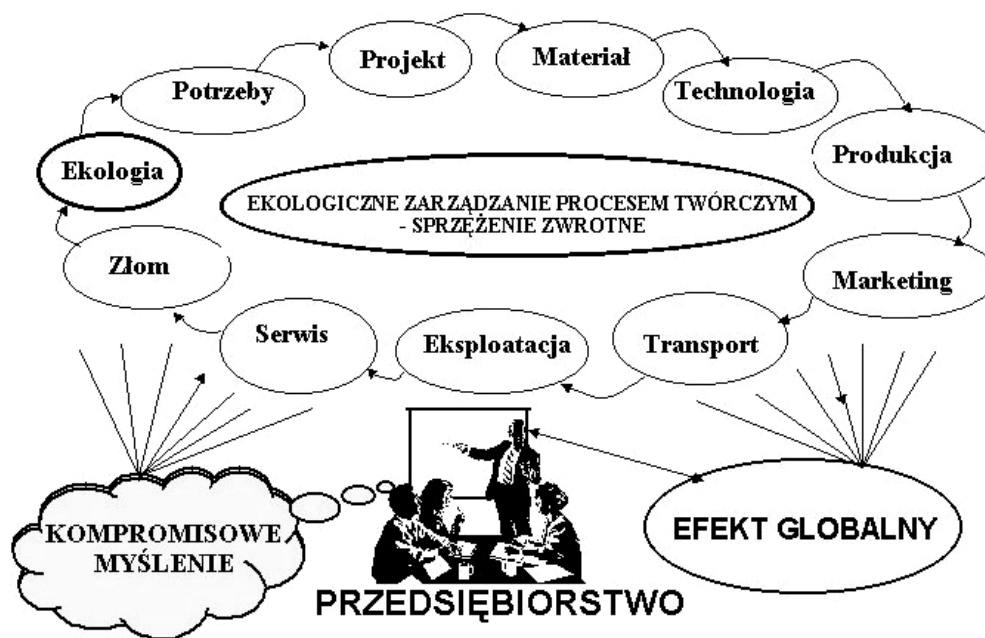 Projekt
Materiał
Potrzeby
Technologia
Ekologia
Produkcja
EKOLOGICZNE ZARZĄDZANIE PROCESEM TWÓRCZYM
- SPRZĘŻENIE ZWROTNE
Złom
Marketing
Serwis
Eksploatacja
Transport
KOMPROMISOWE
MYŚLENIE
EFEKT GLOBALNY
PRZEDSIĘBIORSTWO